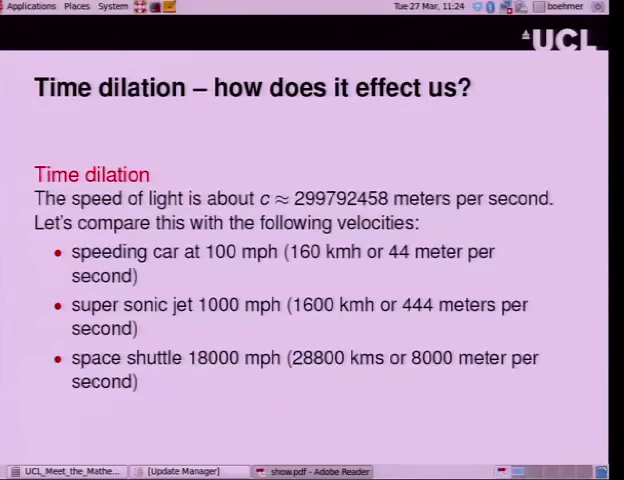 Applications Places System Tue 27 Mar, 11:24 boehmer
UCL
Time dilation – how does it effect us?
Time dilation
The speed of light is about c ≈ 299792458 meters per second.
Let's compare this with the following velocities:
• speeding car at 100 mph (160 kmh or 44 meter per
second)
• super sonic jet 1000 mph (1600 kmh or 444 meters per
second)
• space shuttle 18000 mph (28800 kms or 8000 meter per
second)
UCL_Meet_the_Mathe... [Update Manager] show.pdf - Adobe Reader